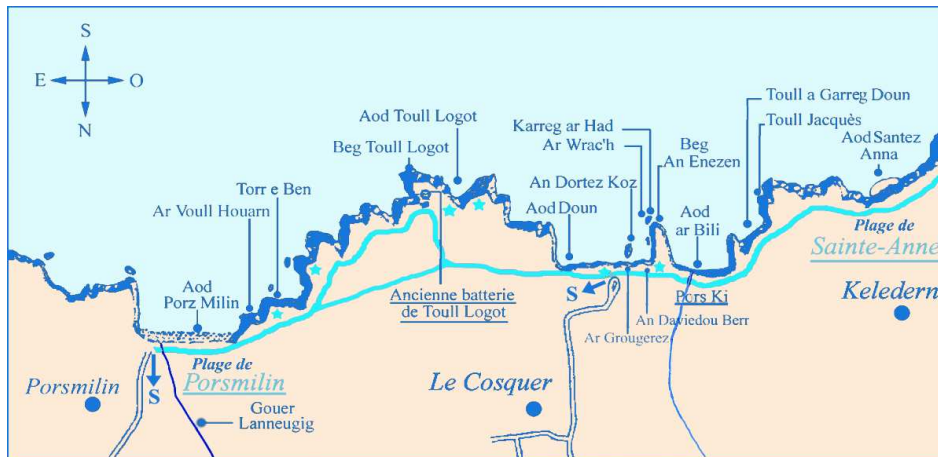 S
E
O
N
Toull a Garreg Doun
Toull Jacquès
Aod Toull Logot
Karreg ar Had
Ar Wrac'h
Beg
An Enezen
Aod Santez
Anna
Beg Toull Logot
An Dortez Koz
Torr e Ben
Ar Voull Houarn
Aod Doun
Aod
ar Bili
Plage de
Sainte-Anne
Aod
Porz Milin
Ancienne batterie
de Toull Logot
S
Pors Ki
Keledern
An Daviedou Berr
Ar Grougerez
Plage de
Porsmilin
Porsmilin
S
Le Cosquer
Gouer
Lanneugig